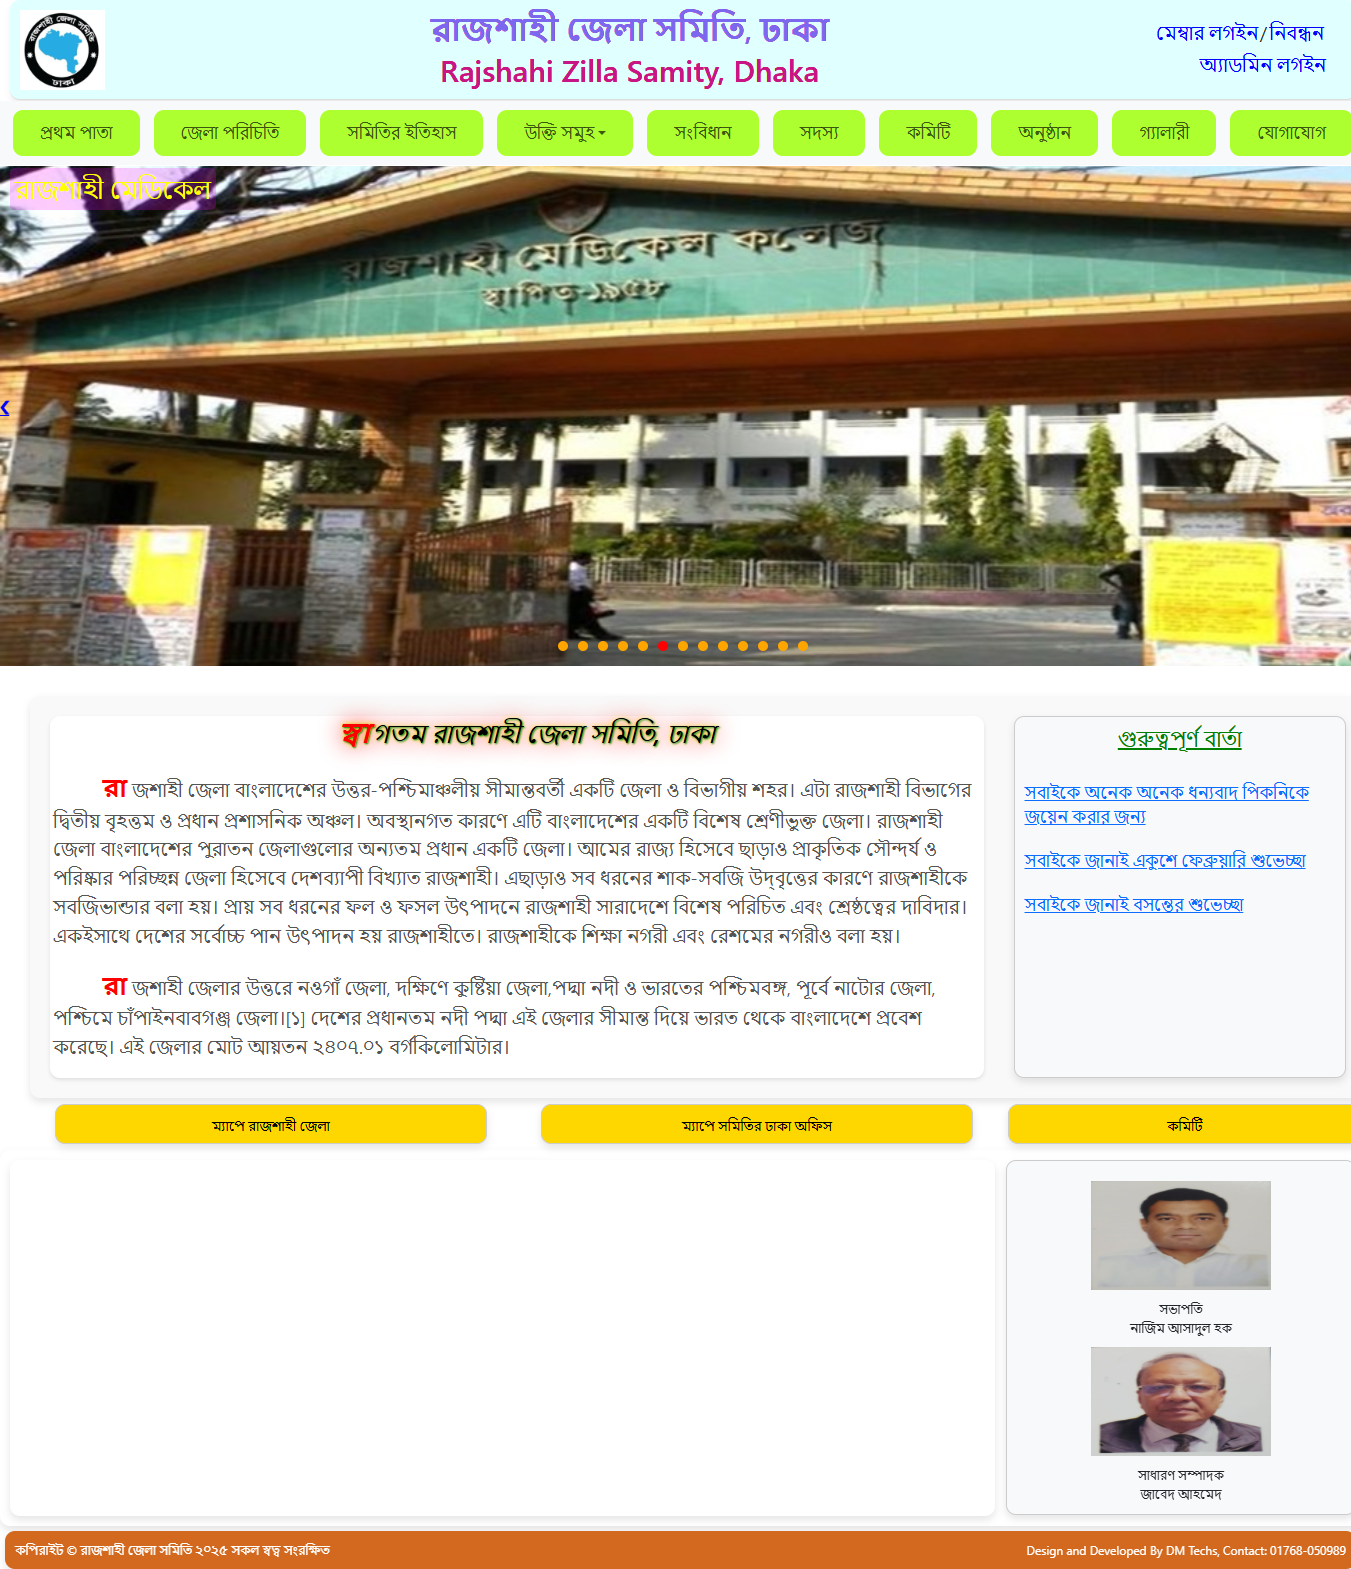 রাজশাহী জেলা সমিতি
ঢাকা
রাজশাহী জেলা সমিতি, ঢাকা
Rajshahi Zilla Samity, Dhaka
মেম্বার লগইন/নিবন্ধন
অ্যাডমিন লগইন
প্রথম পাতা
জেলা পরিচিতি
সমিতির ইতিহাস
উক্তি সমুহ
সংবিধান
সদস্য
কমিটি
অনুষ্ঠান
গ্যালারী
যোগাযোগ
রাজশাহী মেডিকেল
রাজশাহী মেডিকেল কলেজ
স্থাপিত-১৯৫৮
❮
স্বাগতম রাজশাহী জেলা সমিতি, ঢাকা
রা জশাহী জেলা বাংলাদেশের উত্তর-পশ্চিমাঞ্চলীয় সীমান্তবর্তী একটি জেলা ও বিভাগীয় শহর। এটা রাজশাহী বিভাগের
দ্বিতীয় বৃহত্তম ও প্রধান প্রশাসনিক অঞ্চল। অবস্থানগত কারণে এটি বাংলাদেশের একটি বিশেষ শ্রেণীভুক্ত জেলা। রাজশাহী
জেলা বাংলাদেশের পুরাতন জেলাগুলোর অন্যতম প্রধান একটি জেলা। আমের রাজ্য হিসেবে ছাড়াও প্রাকৃতিক সৌন্দর্য ও
পরিষ্কার পরিচ্ছন্ন জেলা হিসেবে দেশব্যাপী বিখ্যাত রাজশাহী। এছাড়াও সব ধরনের শাক-সবজি উদ্‌বৃত্তের কারণে রাজশাহীকে
সবজিভান্ডার বলা হয়। প্রায় সব ধরনের ফল ও ফসল উৎপাদনে রাজশাহী সারাদেশে বিশেষ পরিচিত এবং শ্রেষ্ঠত্বের দাবিদার।
একইসাথে দেশের সর্বোচ্চ পান উৎপাদন হয় রাজশাহীতে। রাজশাহীকে শিক্ষা নগরী এবং রেশমের নগরীও বলা হয়।
রা জশাহী জেলার উত্তরে নওগাঁ জেলা, দক্ষিণে কুষ্টিয়া জেলা,পদ্মা নদী ও ভারতের পশ্চিমবঙ্গ, পূর্বে নাটোর জেলা,
পশ্চিমে চাঁপাইনবাবগঞ্জ জেলা।[১] দেশের প্রধানতম নদী পদ্মা এই জেলার সীমান্ত দিয়ে ভারত থেকে বাংলাদেশে প্রবেশ
করেছে। এই জেলার মোট আয়তন ২৪০৭.০১ বর্গকিলোমিটার।
গুরুত্বপূর্ণ বার্তা
সবাইকে অনেক অনেক ধন্যবাদ পিকনিকে
জয়েন করার জন্য
সবাইকে জানাই একুশে ফেব্রুয়ারি শুভেচ্ছা
সবাইকে জানাই বসন্তের শুভেচ্ছা
ম্যাপে রাজশাহী জেলা
ম্যাপে সমিতির ঢাকা অফিস
কমিটি
সভাপতি
নাজিম আসাদুল হক
সাধারণ সম্পাদক
জাবেদ আহমেদ
কপিরাইট © রাজশাহী জেলা সমিতি ২০২৫ সকল স্বত্ব সংরক্ষিত
Design and Developed By DM Techs, Contact: 01768-050989